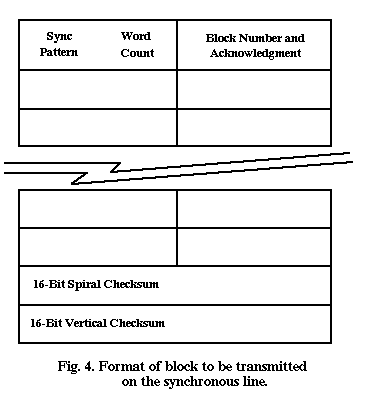 Sync Pattern
Word Count
Block Number and
Acknowledgment
16-Bit Spiral Checksum
16-Bit Vertical Checksum
Fig. 4. Format of block to be transmitted
on the synchronous line.